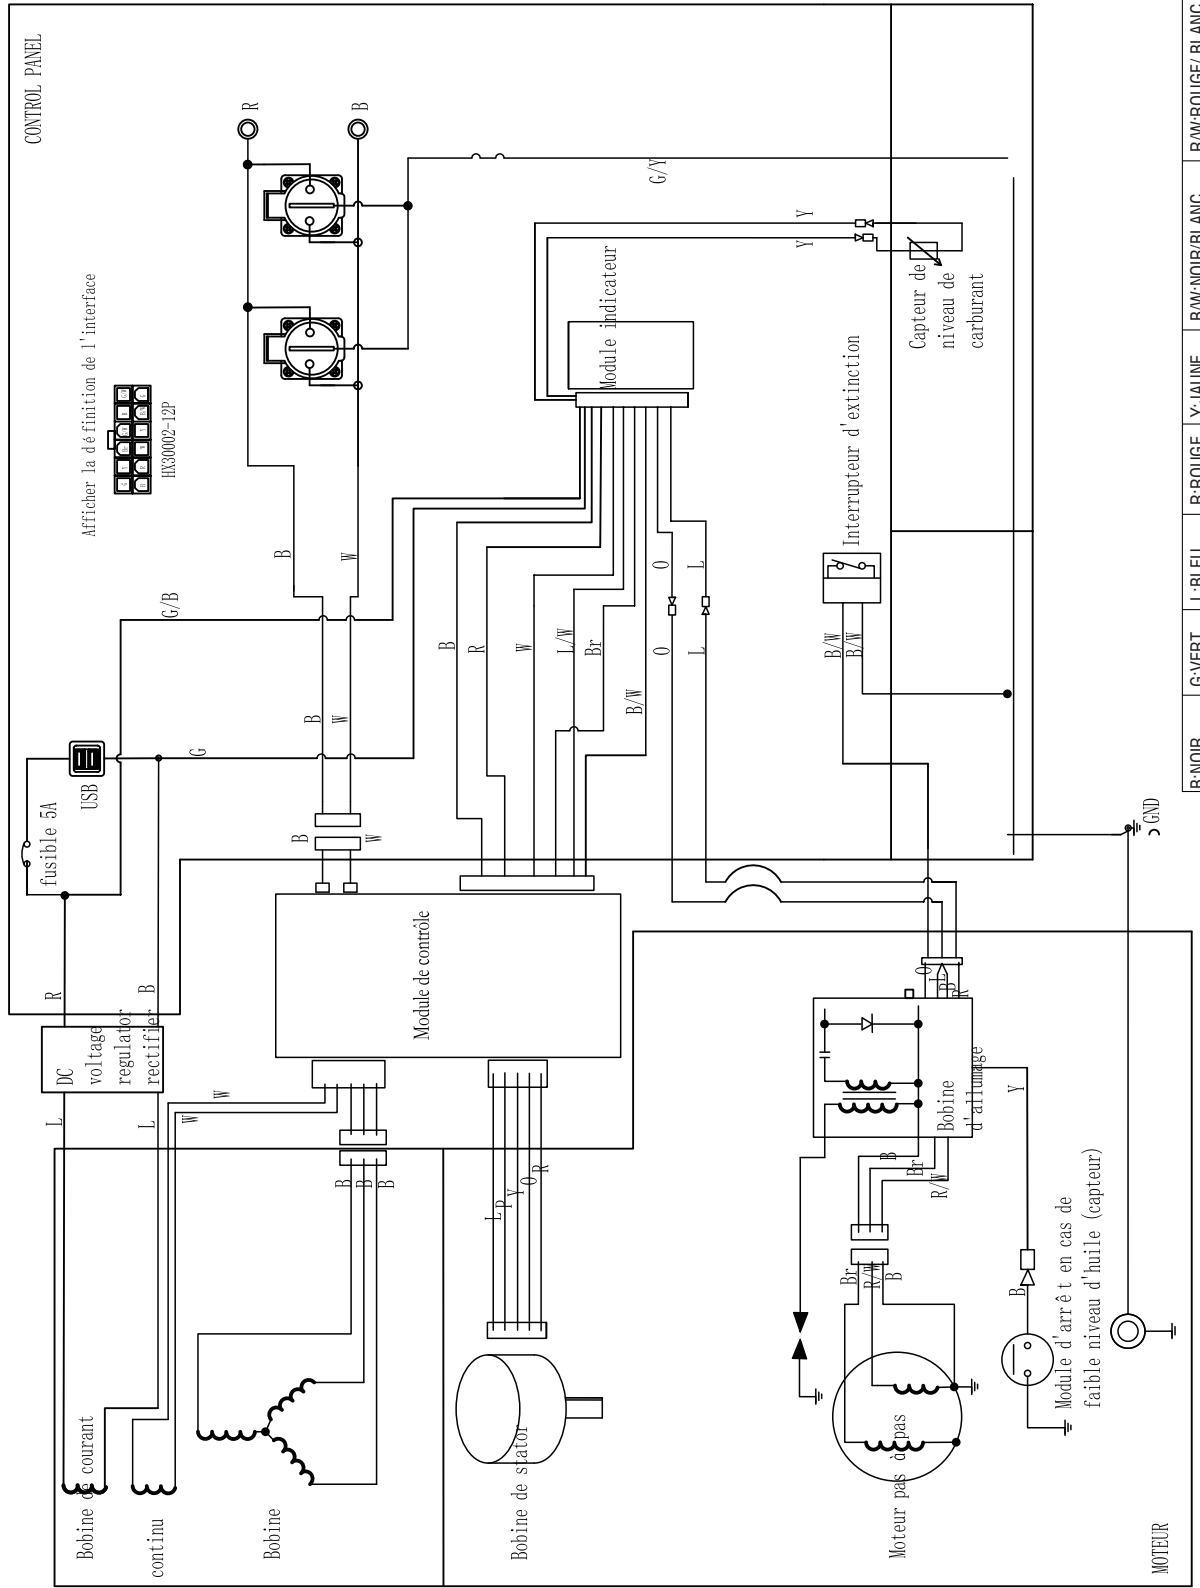 CONTROL PANEL
R
B
Afficher la définition de l'interface
HX30002-12P
G/Y
Y
Y
Module indicateur
Capteur de
niveau de
carburant
Interrupteur d'extinction
B/W
B/W
B
W
G/B
B
W
G
B
W
B
R
W
L/W
Br
B/W
O
L
O
L
USB
fusible 5A
R
B
DC
voltage
regulator
rectifier
L
L
W
W
Module de contrôle
B
B
B
L
P
Y
O
R
GND
O
L
P
R
Bobine
d'allumage
Y
B
Br
R/W
Br
R/W
B
B
Module d'arrêt en cas de
faible niveau d'huile (capteur)
Bobine de courant
continu
Bobine
Bobine de stator
Moteur pas à pas
MOTEUR
B:NOIR
G:VERT
L:BLEU
R:ROUGE
Y:JAUNE
B/W:NOIR/BLANC
R/W:ROUGE/BLANC